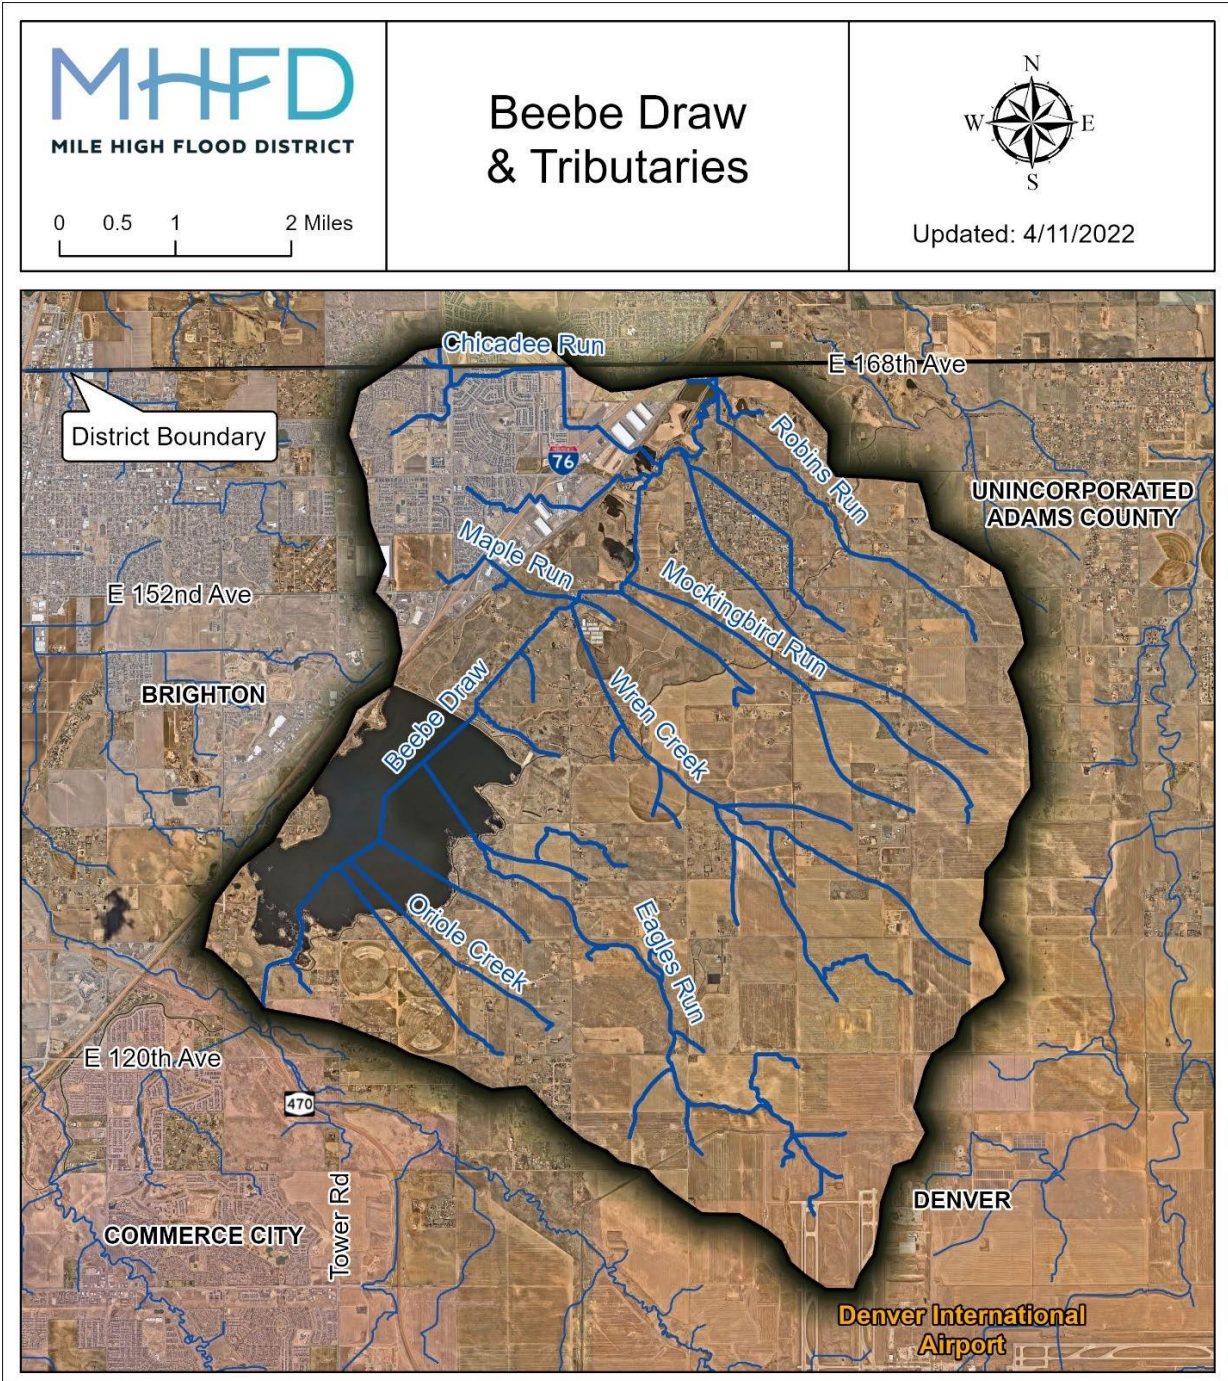 MHFD
MILE HIGH FLOOD DISTRICT
0 0.5 1 2 Miles
Beebe Draw
& Tributaries
N
W E
S
Updated: 4/11/2022
Chicadee Run
E 168th Ave
District Boundary
Robins Run
76
UNINCORPORATED
ADAMS COUNTY
Maple Run
E 152nd Ave
Mockingbird Run
BRIGHTON
Beebe Draw
Wren Creek
Oriole Creek
Eagles Run
E 120th Ave
470
Tower Rd
DENVER
COMMERCE CITY
Denver International
Airport